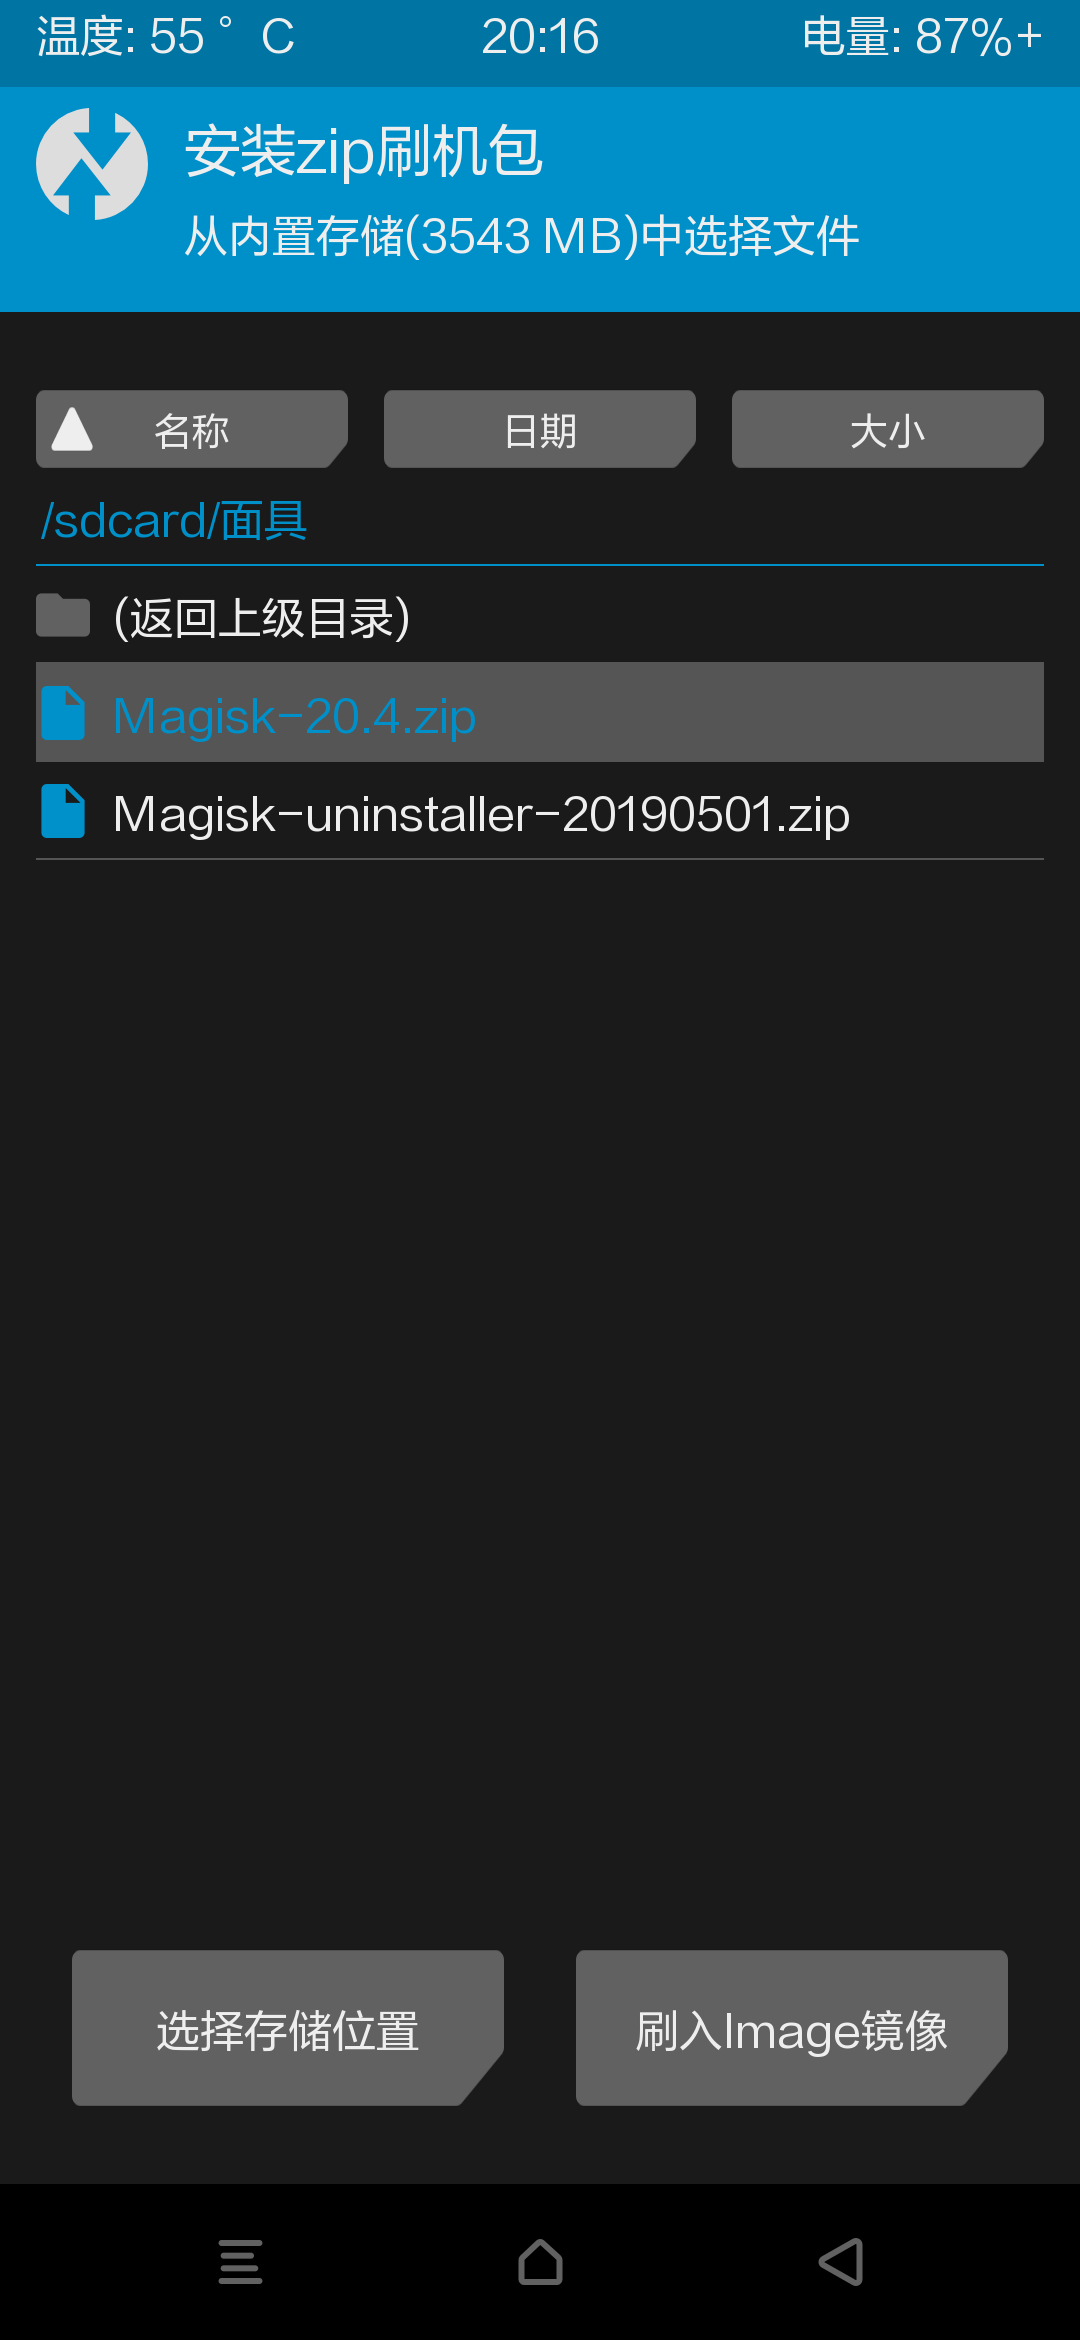 温度: 55 ° C 20:16 电量: 87%+
安装zip刷机包
从内置存储(3543 MB)中选择文件
名称 日期 大小
/sdcard/面具
(返回上级目录)
Magisk-20.4.zip
Magisk-uninstaller-20190501.zip
选择存储位置 刷入Image镜像